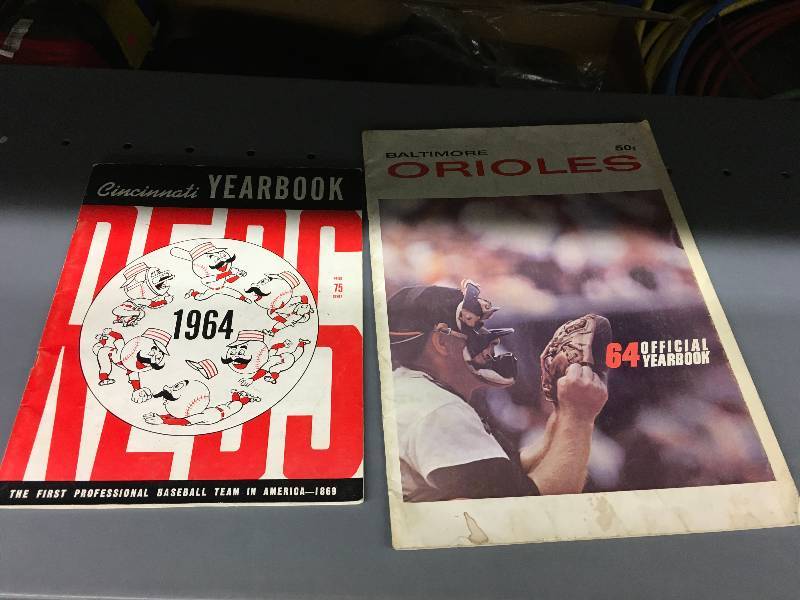 Cincinnati YEARBOOK
REDS
PRICE
75
CENTS
1964
REDS
THE FIRST PROFESSIONAL BASEBALL TEAM IN AMERICA—1869
BALTIMORE
50¢
ORIOLES
64 OFFICIAL
YEARBOOK